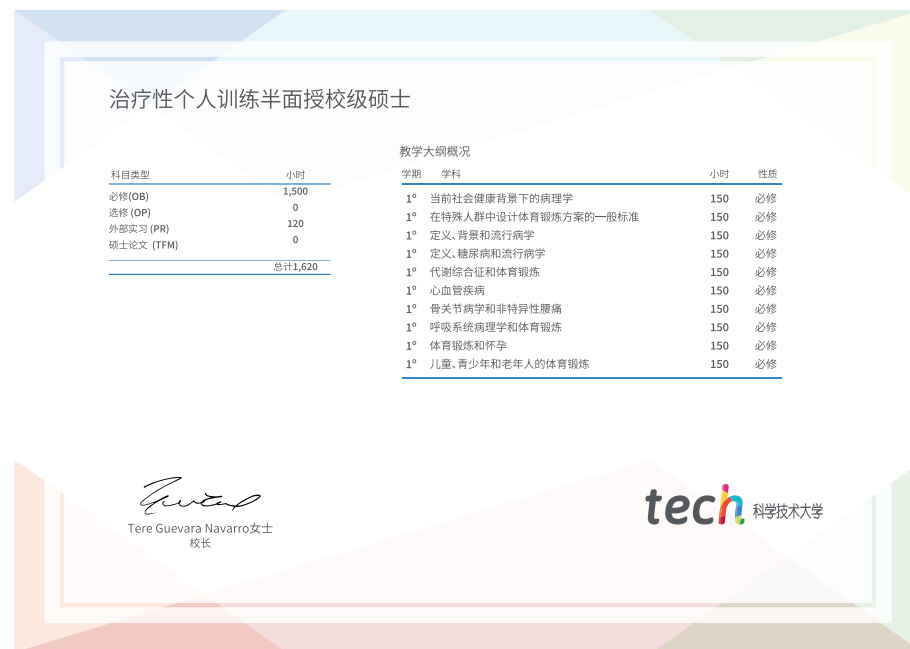 治疗性个人训练半面授校级硕士
科目类型 小时
必修(OB) 1,500
选修 (OP) 0
外部实习 (PR) 120
硕士论文 (TFM) 0
总计1,620
教学大纲概况
学期 学科 小时 性质
1º 当前社会健康背景下的病理学 150 必修
1º 在特殊人群中设计体育锻炼方案的一般标准 150 必修
1º 定义、背景和流行病学 150 必修
1º 定义、糖尿病和流行病学 150 必修
1º 代谢综合征和体育锻炼 150 必修
1º 心血管疾病 150 必修
1º 骨关节病学和非特异性腰痛 150 必修
1º 呼吸系统病理学和体育锻炼 150 必修
1º 体育锻炼和怀孕 150 必修
1º 儿童、青少年和老年人的体育锻炼 150 必修
Tere Guevara Navarro女士
校长
tech 科学技术大学